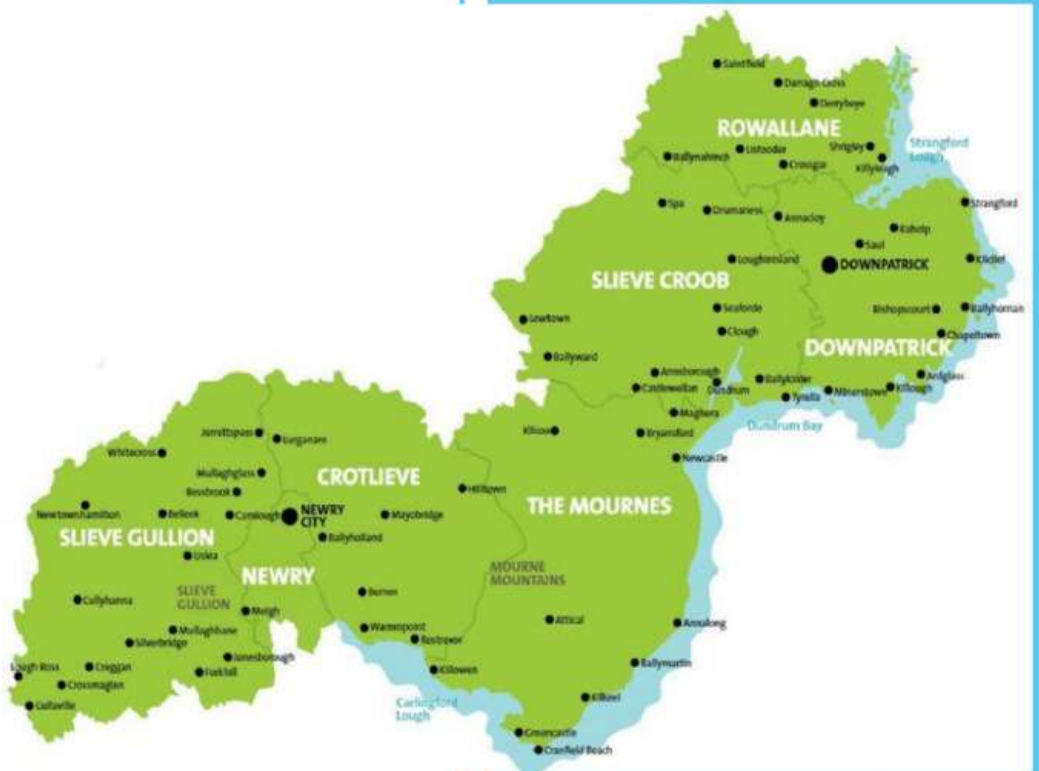 Saintfield
Darragh Cross
Derryboye
ROWALLANE
Ballynahinch
Listooder
Crossgar
Shrigley
Killyleagh
Strangford
Lough
Spa
Drumaness
Annacloy
Strangford
Raholp
Saul
Loughinisland
DOWNPATRICK
Kilclief
SLIEVE CROOB
Seaforde
Bishopscourt
Ballyhornan
Leitrim
Clough
Chapeltown
DOWNPATRICK
Ballyward
Annsborough
Castlewellan
Dundrum
Ballykinler
Tyrella
Minerstown
Killough
Ardglass
Maghera
Dundrum Bay
Kilcoo
Bryansford
Newcastle
Jerrettspass
Lurganare
Whitecross
Mullaghglass
CROTLIEVE
Bessbrook
Hilltown
THE MOURNES
Newtownhamilton
Belleek
Camlough
NEWRY
CITY
Mayobridge
SLIEVE GULLION
Ballyholland
Lislea
NEWRY
MOURNE
MOUNTAINS
SLIEVE
GULLION
Burren
Cullyhanna
Meigh
Attical
Annalong
Mullaghbane
Warrenpoint
Rostrevor
Silverbridge
Jonesborough
Lough Ross
Creggan
Forkhill
Killowen
Ballymartin
Crossmaglen
Cullaville
Carlingford
Lough
Kilkeel
Greencastle
Cranfield Beach